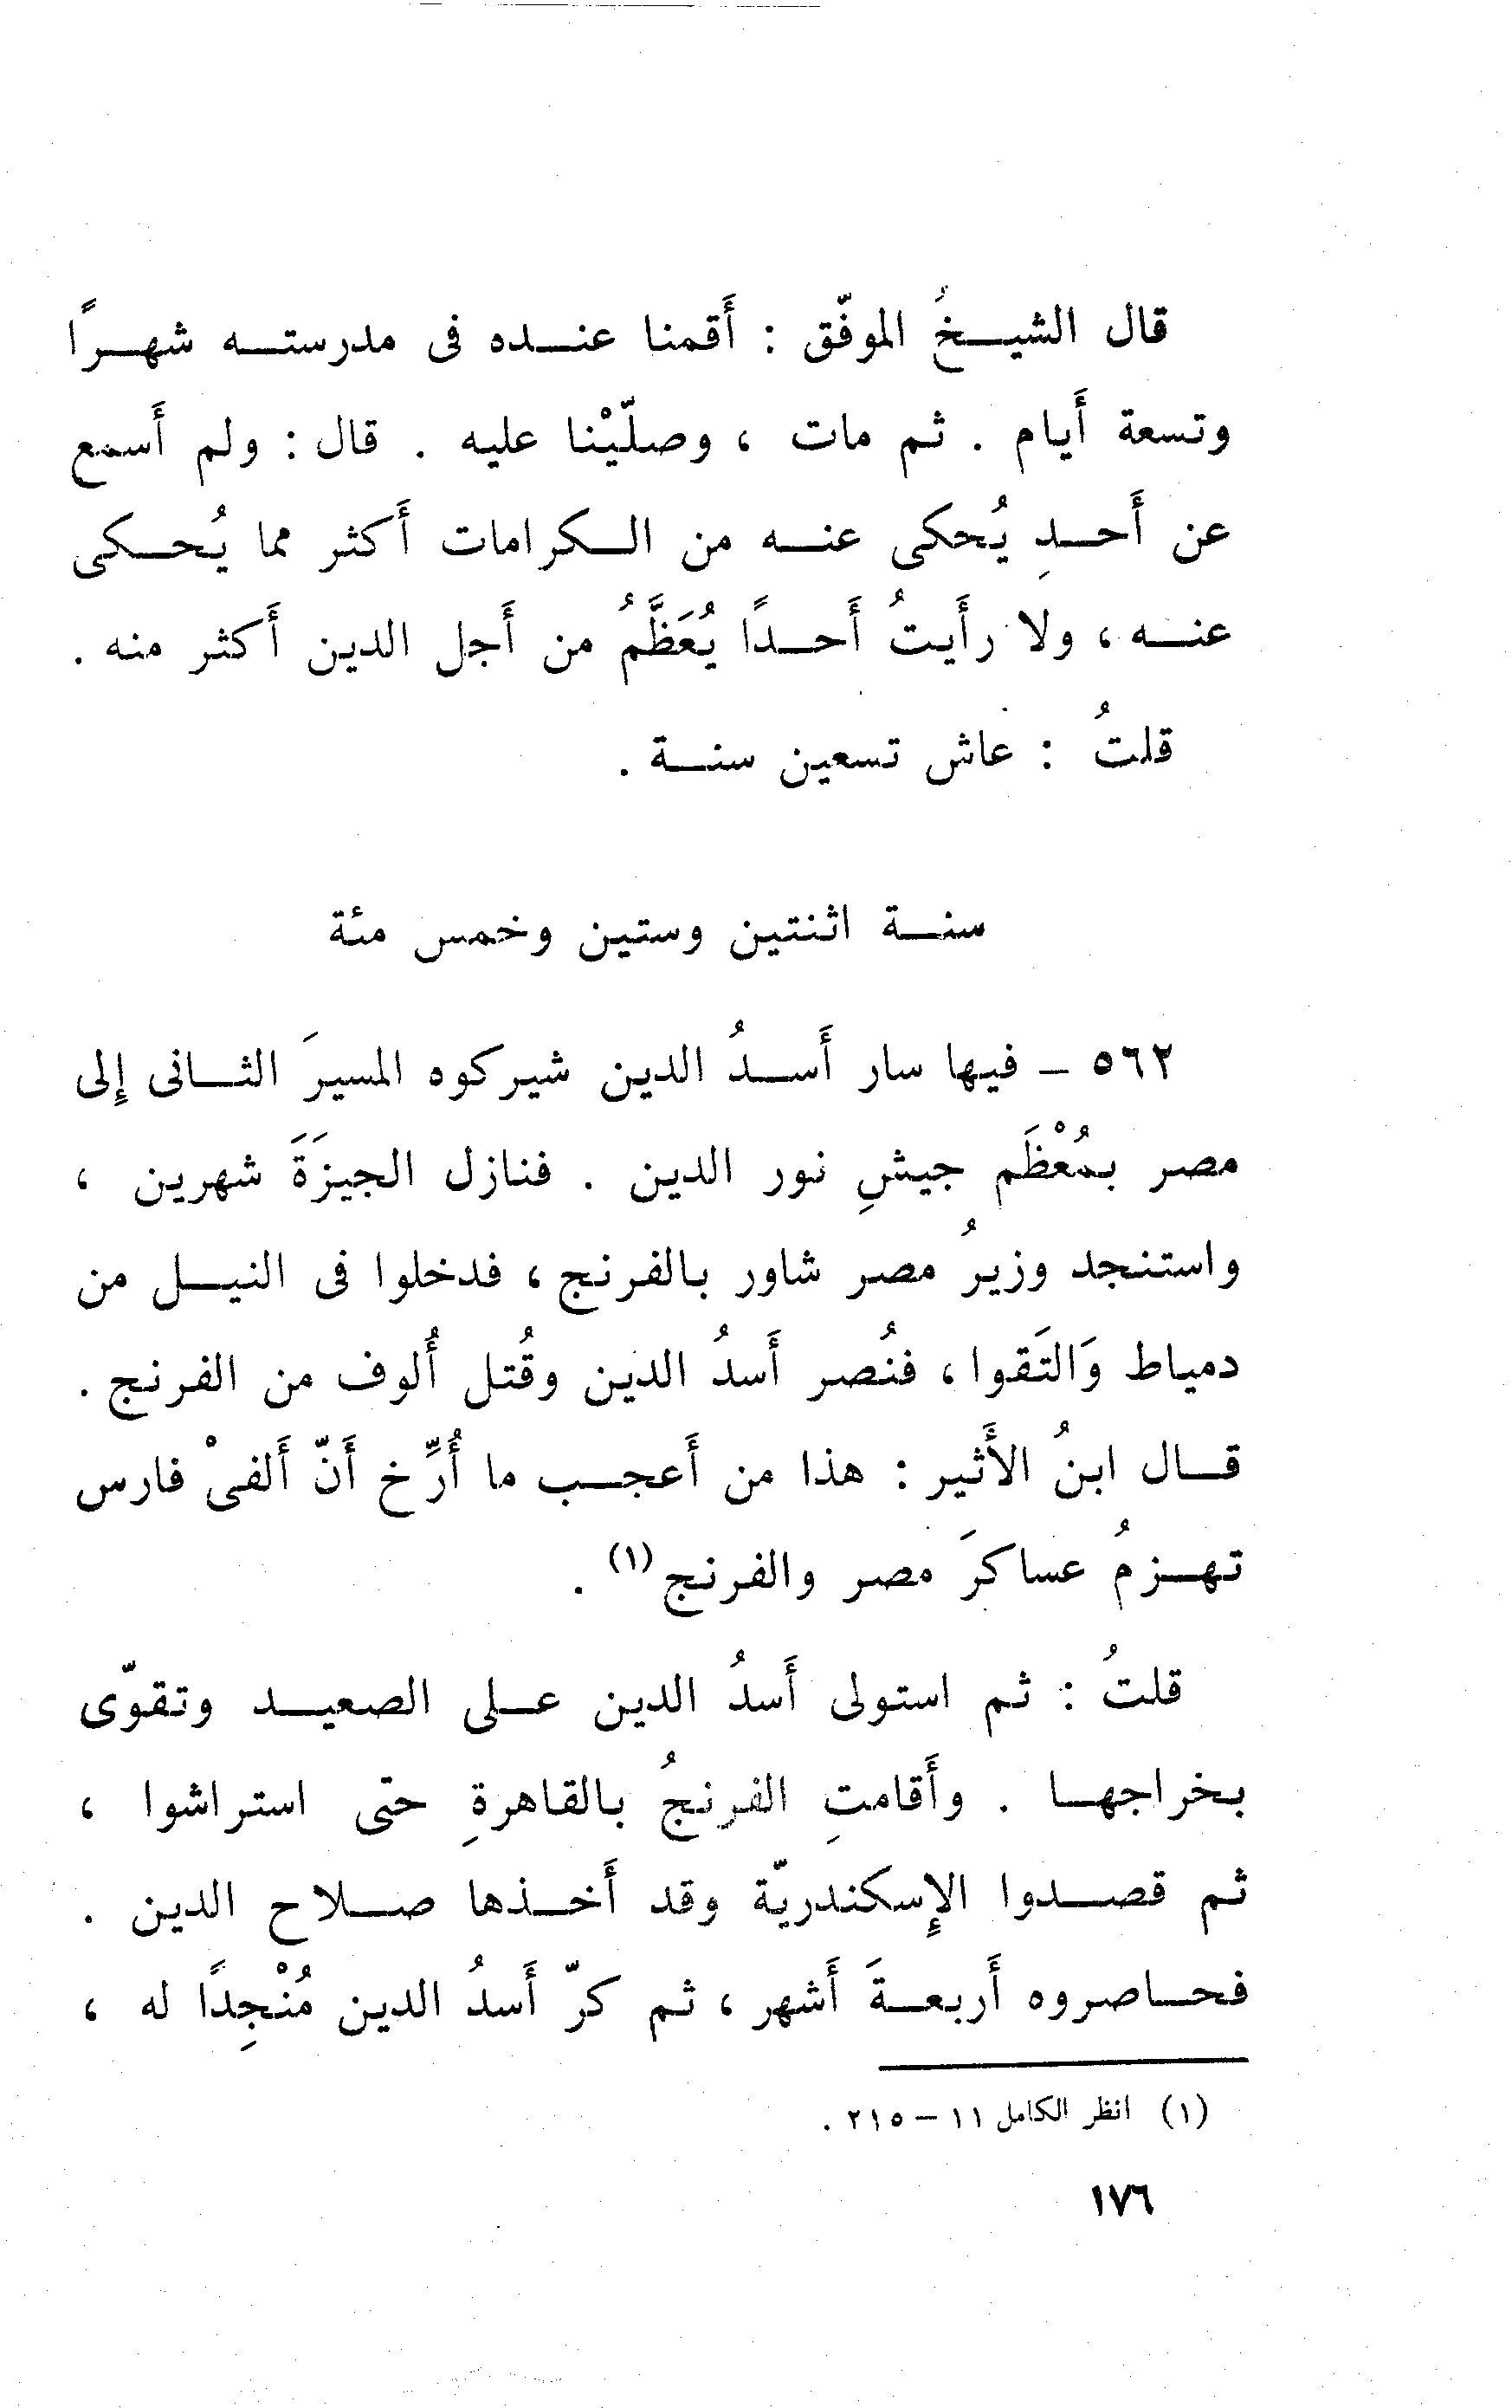 قال الشيخُ الموفّق : أَقمنا عنده فى مدرسته شهرًا
وتسعة أَيام . ثم مات ، وصلّيْنا عليه . قال : ولم أَسمع
عن أَحدِ يُحكى عنه من الكرامات أَكثر مما يُحكى
عنه ، ولا رأَيتُ أَحدًا يُعَظَّمُ من أَجل الدين أَكثر منه .
قلتُ : عاش تسعين سنة .
سنة اثنتين وستين وخمس مئة
٥٦٢ – فيها سار أَسدُ الدين شيركوه المسيرَ الثانى إِلى
مصر بمُعْظَم جيشِ نور الدين . فنازل الجيزَةَ شهرين ،
واستنجد وزيرُ مصر شاور بالفرنج ، فدخلوا فى النيل من
دمياط وَالتَقوا ، فنُصر أَسدُ الدين وقُتل أُلوف من الفرنج .
قال ابنُ الأَثير : هذا من أَعجب ما أُرِّخ أَنّ أَلفىْ فارس
تهزمُ عساكرَ مصر والفرنج (١) .
قلتُ : ثم استولى أَسدُ الدين على الصعيد وتقوّى
بخراجها . وأَقامتِ الفرنجُ بالقاهرةِ حتى استراشوا ،
ثم قصدوا الإِسكندريّة وقد أَخذها صلاح الدين .
فحاصروه أَربعةَ أَشهر ، ثم كرّ أَسدُ الدين مُنْجِدًا له ،
(١) انظر الكامل ١١ – ٢١٥ .
١٧٦